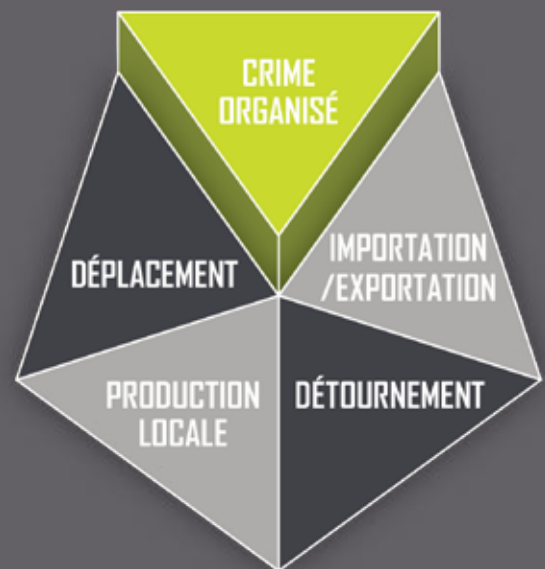 CRIME
ORGANISÉ
DÉPLACEMENT
IMPORTATION
/EXPORTATION
PRODUCTION
LOCALE
DÉTOURNEMENT